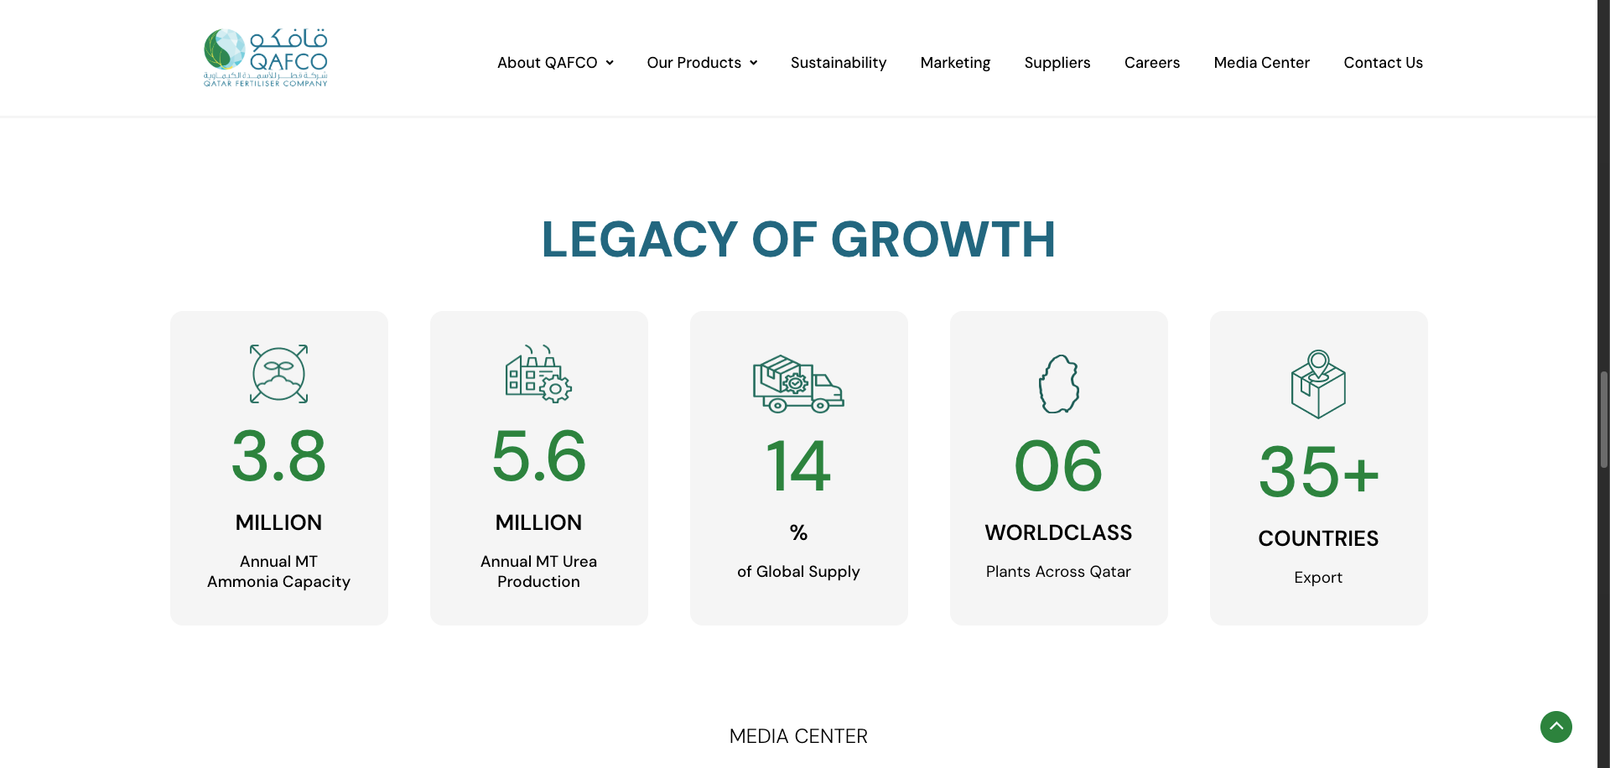 قافكو
QAFCO
شركة قطر للأسمدة الكيماوية
QATAR FERTILISER COMPANY
About QAFCO
Our Products
Sustainability
Marketing
Suppliers
Careers
Media Center
Contact Us
LEGACY OF GROWTH
3.8
MILLION
Annual MT
Ammonia Capacity
5.6
MILLION
Annual MT Urea
Production
14
%
of Global Supply
06
WORLDCLASS
Plants Across Qatar
35+
COUNTRIES
Export
MEDIA CENTER